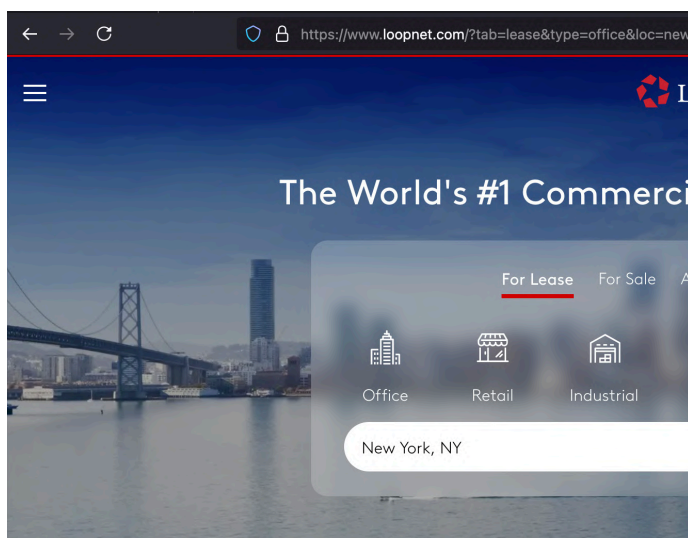 https://www.loopnet.com/?tab=lease&type=office&loc=new
L
The World's #1 Commerci
For Lease For Sale A
Office Retail Industrial
New York, NY